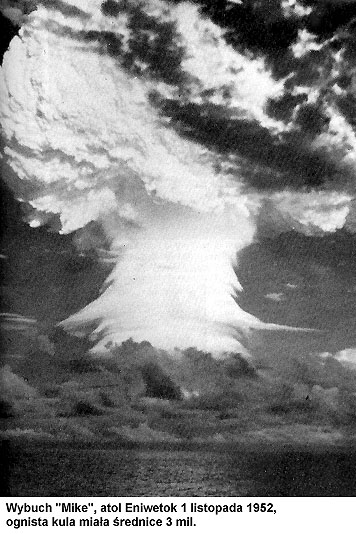 Wybuch "Mike", atol Eniwetok 1 listopada 1952,
ognista kula miała średnice 3 mil.